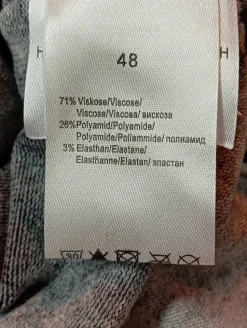 H
48
71% Viskose/Viscose/
Viscose/Viscosa/ вискоза
26%Polyamid/Polyamide/
Polyamide/Poliammide/ полиамид
3% Elasthan/Elastane/
Elasthanne/Elastan/ эластан
30